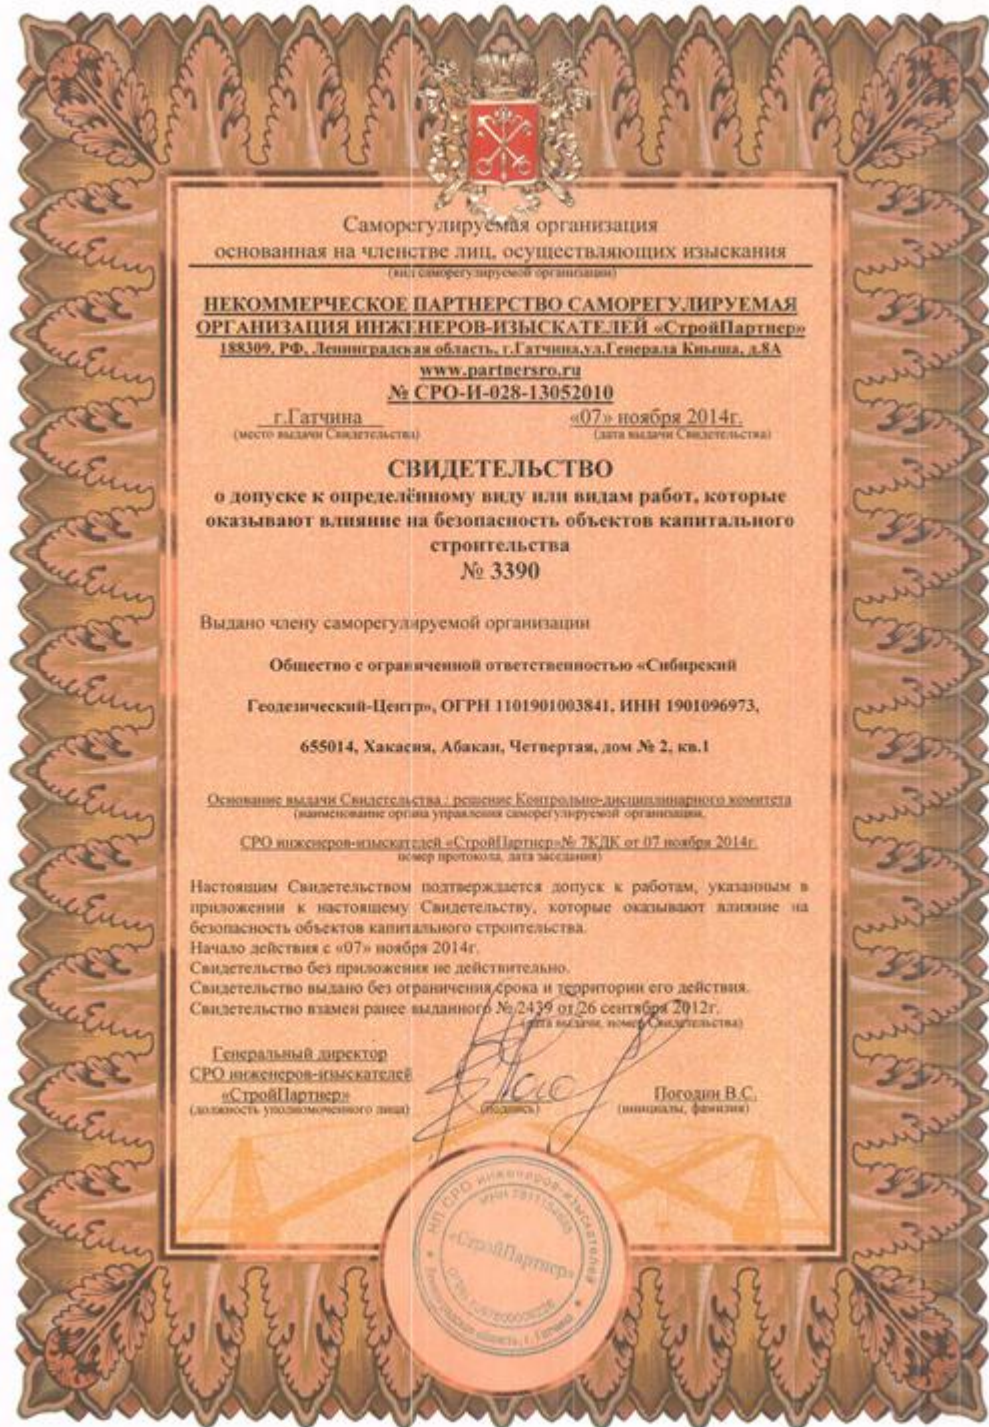 Саморегулируемая организация
основанная на членстве лиц, осуществляющих изыскания
(вид саморегулируемой организации)
НЕКОММЕРЧЕСКОЕ ПАРТНЕРСТВО САМОРЕГУЛИРУЕМАЯ
ОРГАНИЗАЦИЯ ИНЖЕНЕРОВ-ИЗЫСКАТЕЛЕЙ «СтройПартнер»
188309, РФ, Ленинградская область, г.Гатчина,ул.Генерала Кныша, д.8А
www.partnersro.ru
№ СРО-И-028-13052010
г.Гатчина «07» ноября 2014г.
(место выдачи Свидетельства) (дата выдачи Свидетельства)
СВИДЕТЕЛЬСТВО
о допуске к определённому виду или видам работ, которые
оказывают влияние на безопасность объектов капитального
строительства
№ 3390
Выдано члену саморегулируемой организации
Общество с ограниченной ответственностью «Сибирский
Геодезический-Центр», ОГРН 1101901003841, ИНН 1901096973,
655014, Хакасия, Абакан, Четвертая, дом № 2, кв.1
Основание выдачи Свидетельства : решение Контрольно-дисциплинарного комитета
(наименование органа управления саморегулируемой организации,
СРО инженеров-изыскателей «СтройПартнер»№ 7КДК от 07 ноября 2014г.
номер протокола, дата заседания)
Настоящим Свидетельством подтверждается допуск к работам, указанным в
приложении к настоящему Свидетельству, которые оказывают влияние на
безопасность объектов капитального строительства.
Начало действия с «07» ноября 2014г.
Свидетельство без приложения не действительно.
Свидетельство выдано без ограничения срока и территории его действия.
Свидетельство взамен ранее выданного № 2439 от 26 сентября 2012г.
(дата выдачи, номер Свидетельства)
Генеральный директор
СРО инженеров-изыскателей
«СтройПартнер» Погодин В.С.
(должность уполномоченного лица) (подпись) (инициалы, фамилия)
НП СРО инженеров-изыскателей
«СтройПартнер»
Ленинградская область, г. Гатчина